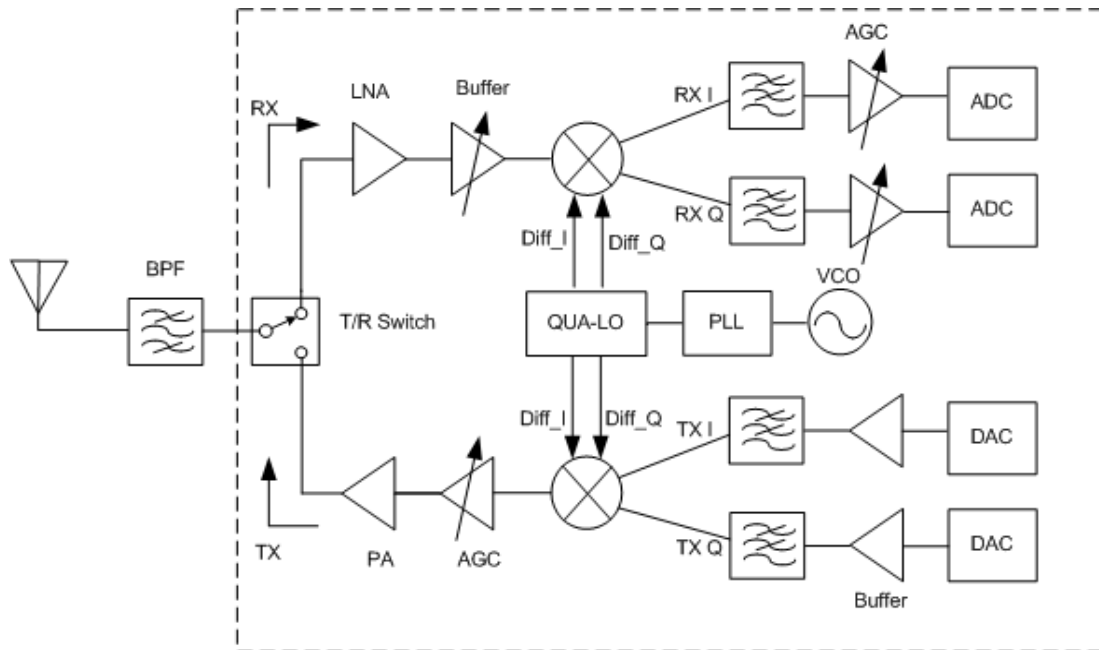 AGC
LNA
Buffer
RX
RX I
ADC
RX Q
ADC
Diff_I
Diff_Q
BPF
VCO
T/R Switch
QUA-LO
PLL
Diff_I
Diff_Q
TX I
DAC
TX
PA
AGC
TX Q
DAC
Buffer